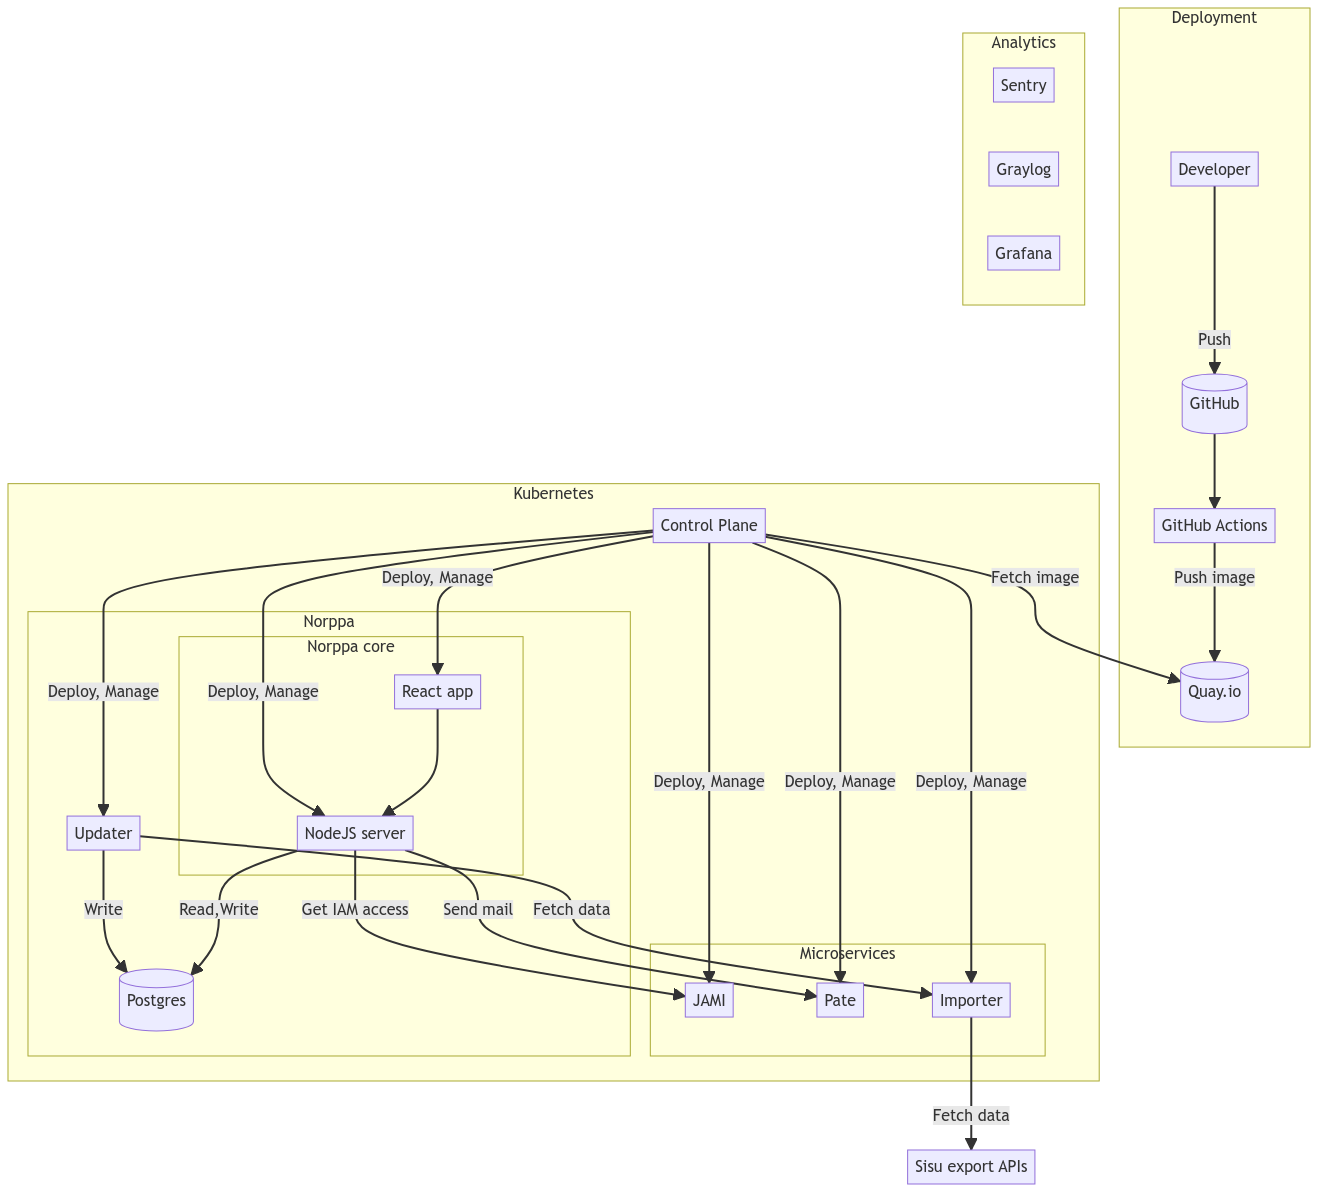 Deployment
Analytics
Sentry
Graylog
Developer
Grafana
Push
GitHub
Kubernetes
Control Plane
GitHub Actions
Deploy, Manage
Fetch image
Push image
Norppa
Norppa core
React app
Deploy, Manage
Deploy, Manage
Quay.io
Deploy, Manage
Deploy, Manage
Deploy, Manage
Updater
NodeJS server
Write
Read,Write
Get IAM access
Send mail
Fetch data
Microservices
Postgres
JAMI
Pate
Importer
Fetch data
Sisu export APIs